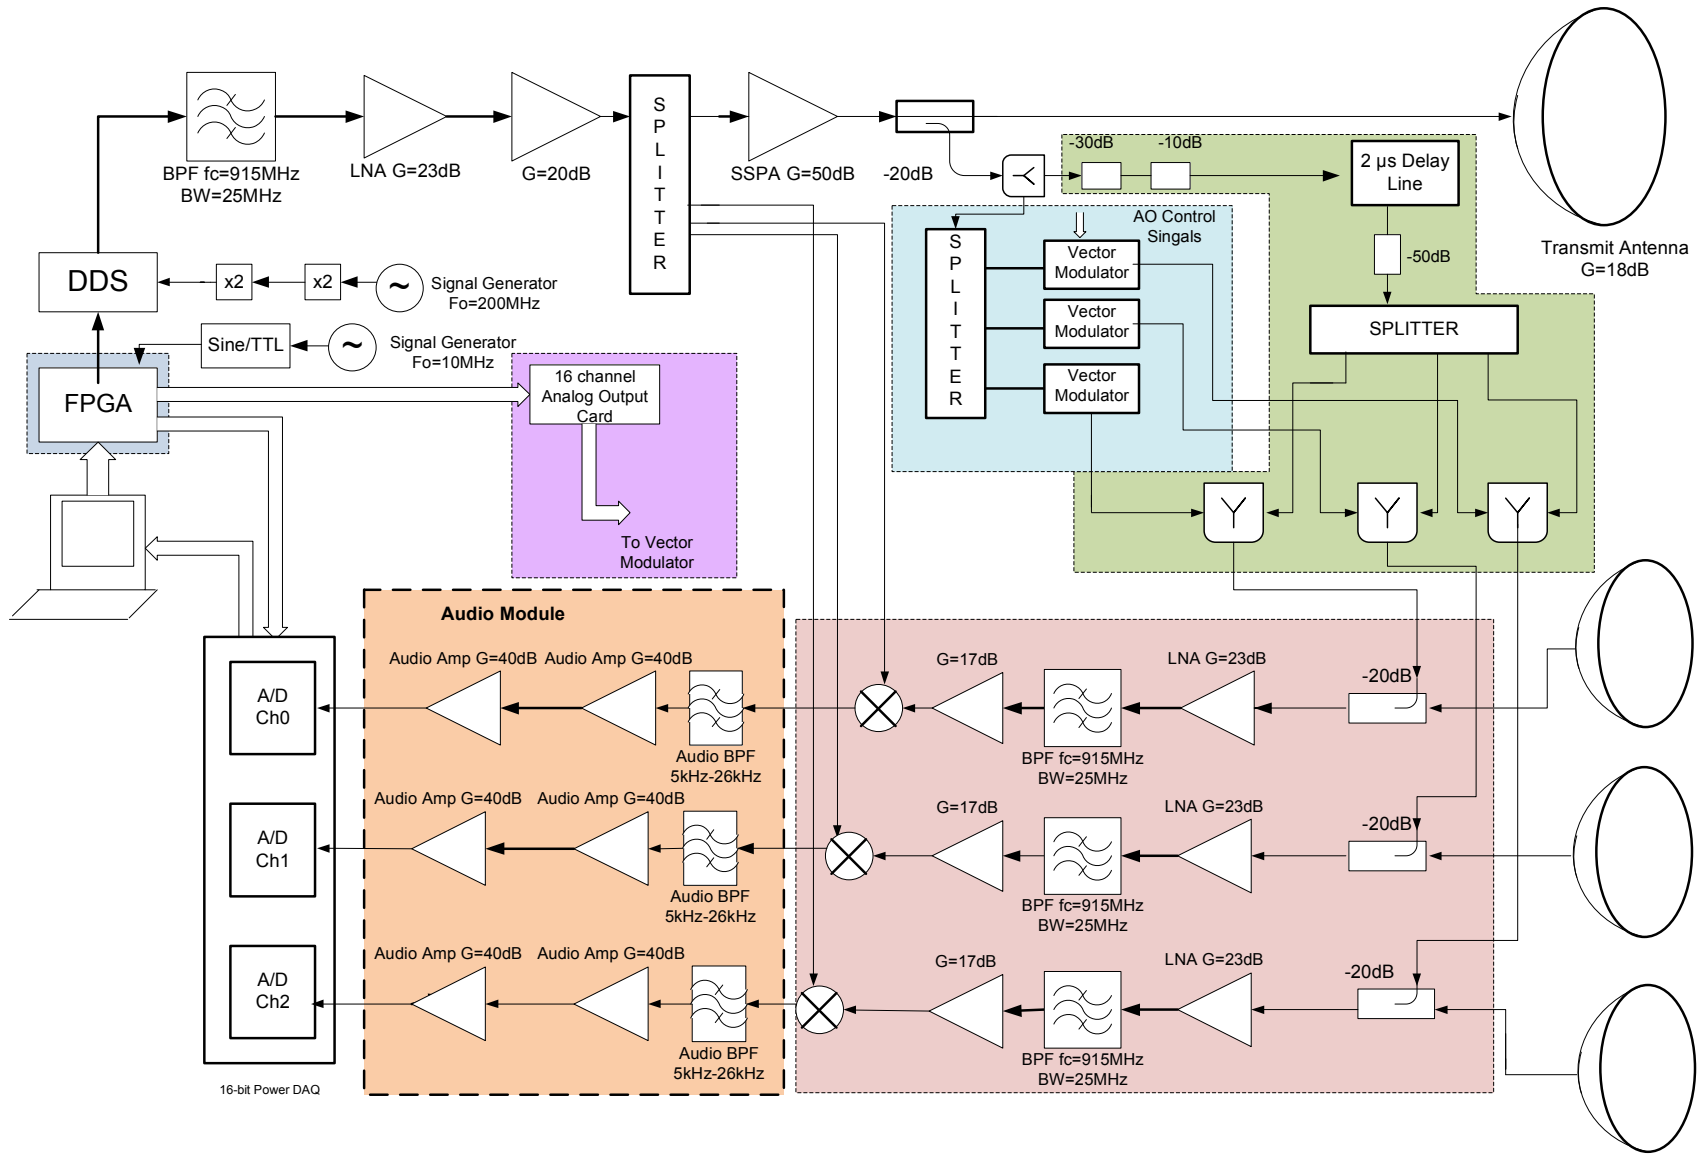 BPF fc=915MHz
BW=25MHz
LNA G=23dB
G=20dB
SPLITTER
SSPA G=50dB
-20dB
-30dB
-10dB
2 µs Delay
Line
-50dB
SPLITTER
Transmit Antenna
G=18dB
AO Control
Singals
SPLITTER
Vector
Modulator
Vector
Modulator
Vector
Modulator
DDS
x2
x2
~
Signal Generator
Fo=200MHz
Sine/TTL
~
Signal Generator
Fo=10MHz
FPGA
16 channel
Analog Output
Card
To Vector
Modulator
Audio Module
Audio Amp G=40dB
Audio Amp G=40dB
Audio BPF
5kHz-26kHz
G=17dB
BPF fc=915MHz
BW=25MHz
LNA G=23dB
-20dB
A/D
Ch0
Audio Amp G=40dB
Audio Amp G=40dB
Audio BPF
5kHz-26kHz
G=17dB
BPF fc=915MHz
BW=25MHz
LNA G=23dB
-20dB
A/D
Ch1
Audio Amp G=40dB
Audio Amp G=40dB
Audio BPF
5kHz-26kHz
G=17dB
BPF fc=915MHz
BW=25MHz
LNA G=23dB
-20dB
A/D
Ch2
16-bit Power DAQ